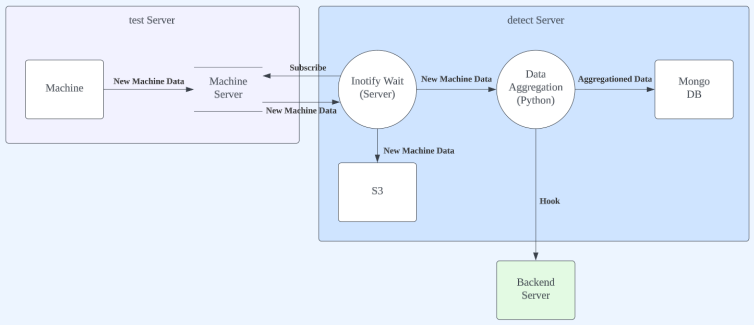 test Server
detect Server
Machine
New Machine Data
Machine
Server
Subscribe
New Machine Data
Inotify Wait
(Server)
New Machine Data
Data
Aggregation
(Python)
Aggregationed Data
Mongo
DB
New Machine Data
S3
Hook
Backend
Server